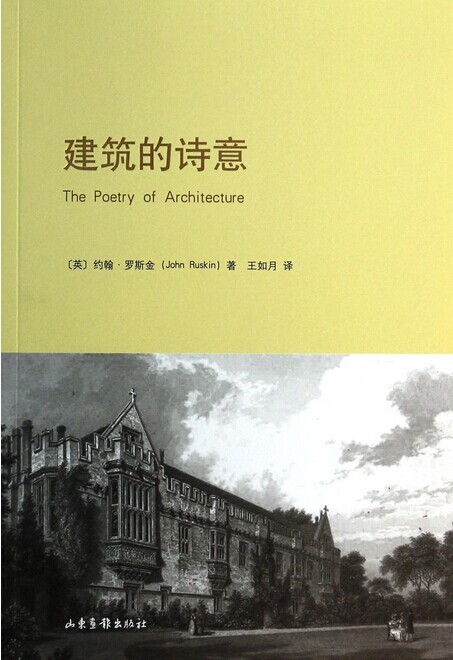 建筑的诗意
The Poetry of Architecture
〔英〕约翰·罗斯金 (John Ruskin) 著 王如月 译
山东画报出版社